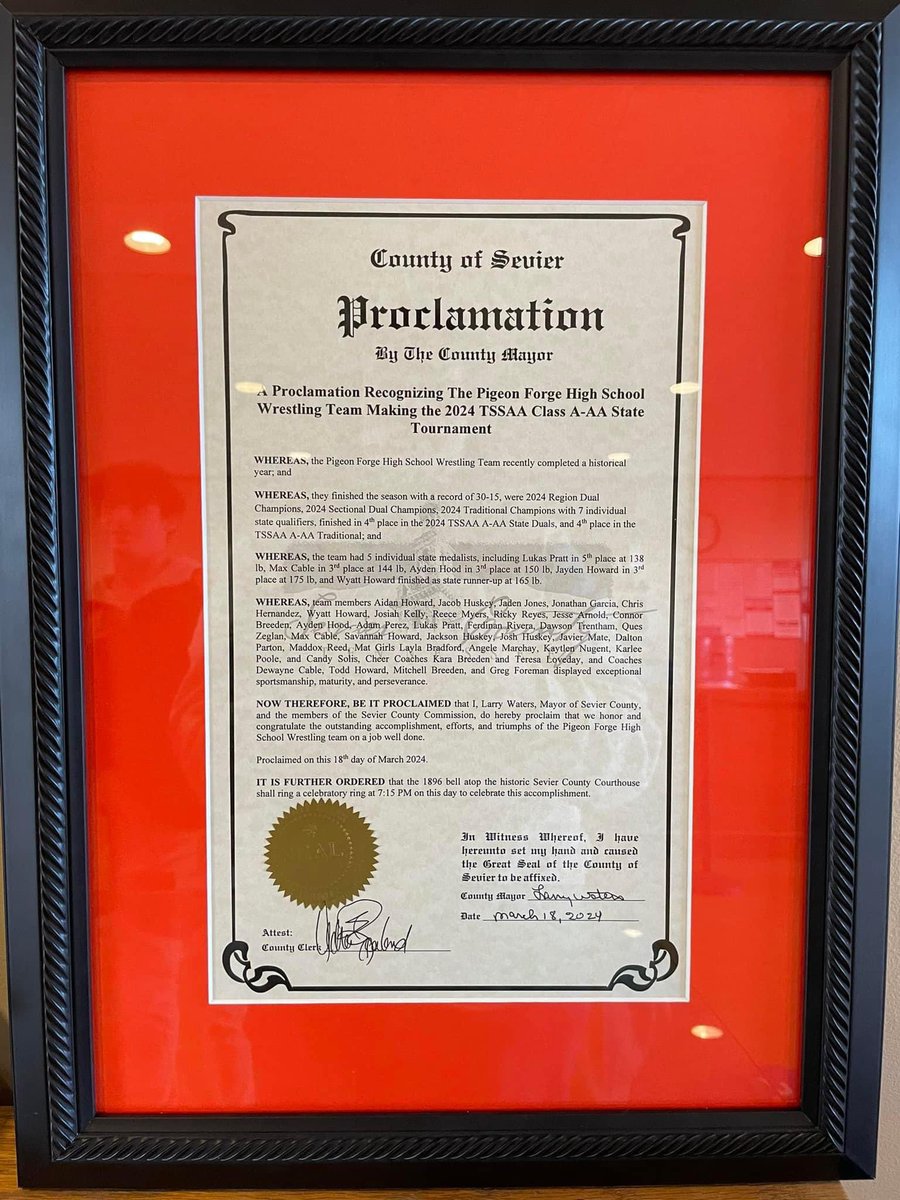 County of Sevier
Proclamation
By The County Mayor
A Proclamation Recognizing The Pigeon Forge High School
Wrestling Team Making the 2024 TSSAA Class A-AA State
Tournament
WHEREAS, the Pigeon Forge High School Wrestling Team recently completed a historical
year; and
WHEREAS, they finished the season with a record of 30-15, were 2024 Region Dual
Champions, 2024 Sectional Dual Champions, 2024 Traditional Champions with 7 individual
state qualifiers, finished in 4th place in the 2024 TSSAA A-AA State Duals, and 4th place in the
TSSAA A-AA Traditional; and
WHEREAS, the team had 5 individual state medalists, including Lukas Pratt in 5th place at 138
lb, Max Cable in 3rd place at 144 lb, Ayden Hood in 3rd place at 150 lb, Jayden Howard in 3rd
place at 175 lb, and Wyatt Howard finished as state runner-up at 165 lb.
WHEREAS, team members Aidan Howard, Jacob Huskey, Jaden Jones, Jonathan Garcia, Chris
Hernandez, Wyatt Howard, Josiah Kelly, Reece Myers, Ricky Reyes, Jesse Arnold, Connor
Breeden, Ayden Hood, Adam Perez, Lukas Pratt, Ferdinan Rivera, Dawson Trentham, Ques
Zeglan, Max Cable, Savannah Howard, Jackson Huskey, Josh Huskey, Javier Mate, Dalton
Parton, Maddox Reed, Mat Girls Layla Bradford, Angele Marchay, Kaytlen Nugent, Karlee
Poole, and Candy Solis, Cheer Coaches Kara Breeden and Teresa Loveday, and Coaches
Dewayne Cable, Todd Howard, Mitchell Breeden, and Greg Foreman displayed exceptional
sportsmanship, maturity, and perseverance.
NOW THEREFORE, BE IT PROCLAIMED that I, Larry Waters, Mayor of Sevier County,
and the members of the Sevier County Commission, do hereby proclaim that we honor and
congratulate the outstanding accomplishment, efforts, and triumphs of the Pigeon Forge High
School Wrestling team on a job well done.
Proclaimed on this 18th day of March 2024.
IT IS FURTHER ORDERED that the 1896 bell atop the historic Sevier County Courthouse
shall ring a celebratory ring at 7:15 PM on this day to celebrate this accomplishment.
In Witness Whereof, I have
hereunto set my hand and caused
the Great Seal of the County of
Sevier to be affixed.
County Mayor Larry Waters
Date March 18, 2024
Attest:
County Clerk